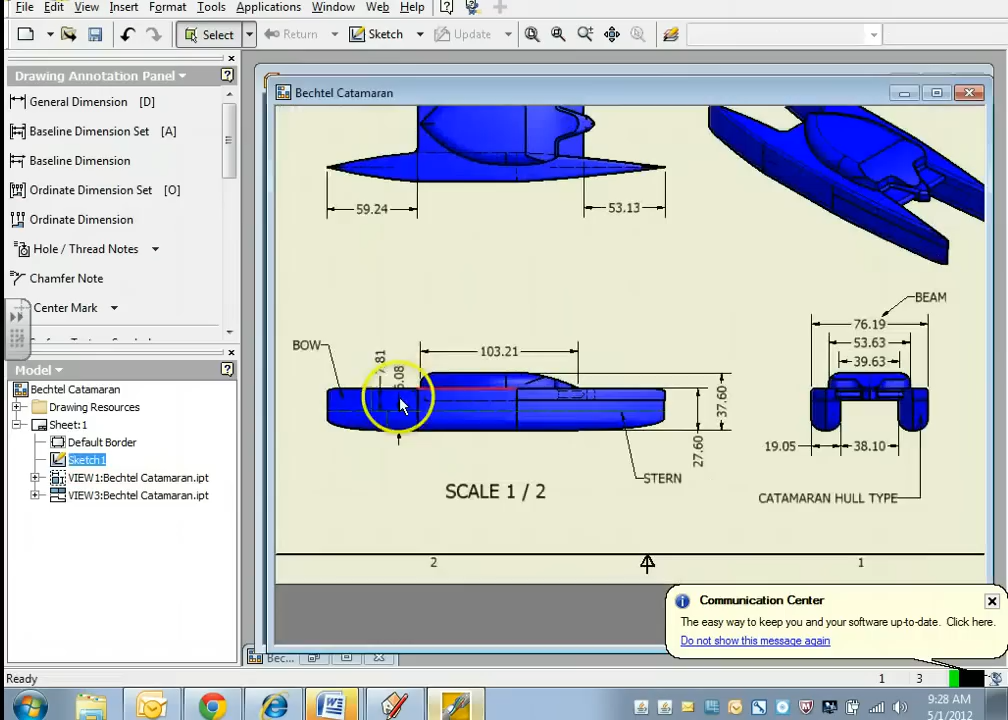 File Edit View Insert Format Tools Applications Window Web Help
Select Return Sketch Update
Drawing Annotation Panel
General Dimension [D]
Baseline Dimension Set [A]
Baseline Dimension
Ordinate Dimension Set [O]
Ordinate Dimension
Hole / Thread Notes
Chamfer Note
Center Mark
Model
Bechtel Catamaran
Drawing Resources
Sheet:1
Default Border
Sketch1
VIEW1:Bechtel Catamaran.ipt
VIEW3:Bechtel Catamaran.ipt
Bechtel Catamaran
59.24
53.13
BEAM
76.19
53.63
39.63
BOW
103.21
37.60
27.60
19.05
38.10
STERN
CATAMARAN HULL TYPE
SCALE 1 / 2
2
1
Communication Center
The easy way to keep you and your software up-to-date. Click here.
Do not show this message again
Bec...
Ready
1
3
9:28 AM
5/1/2012